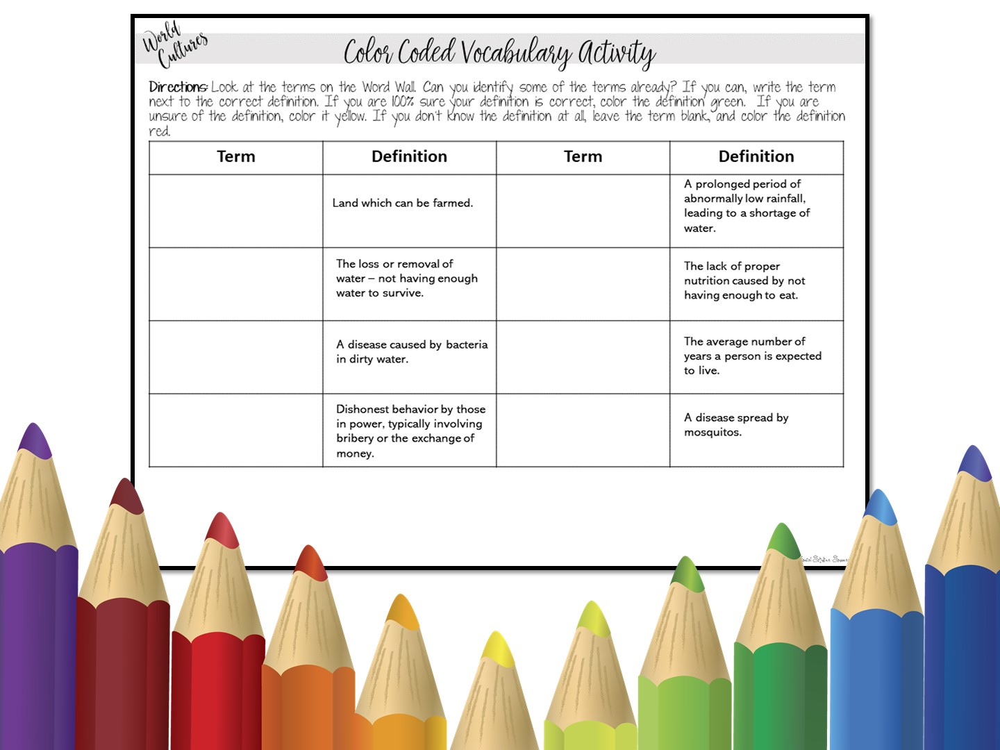 World
Cultures
Color Coded Vocabulary Activity
Directions: Look at the terms on the Word Wall. Can you identify some of the terms already? If you can, write the term
next to the correct definition. If you are 100% sure your definition is correct, color the definition green. If you are
unsure of the definition, color it yellow. If you don't know the definition at all, leave the term blank, and color the definition
red.
Term Definition Term Definition
Land which can be farmed.
A prolonged period of
abnormally low rainfall,
leading to a shortage of
water.
The loss or removal of
water – not having enough
water to survive.
The lack of proper
nutrition caused by not
having enough to eat.
A disease caused by bacteria
in dirty water.
The average number of
years a person is expected
to live.
Dishonest behavior by those
in power, typically involving
bribery or the exchange of
money.
A disease spread by
mosquitos.